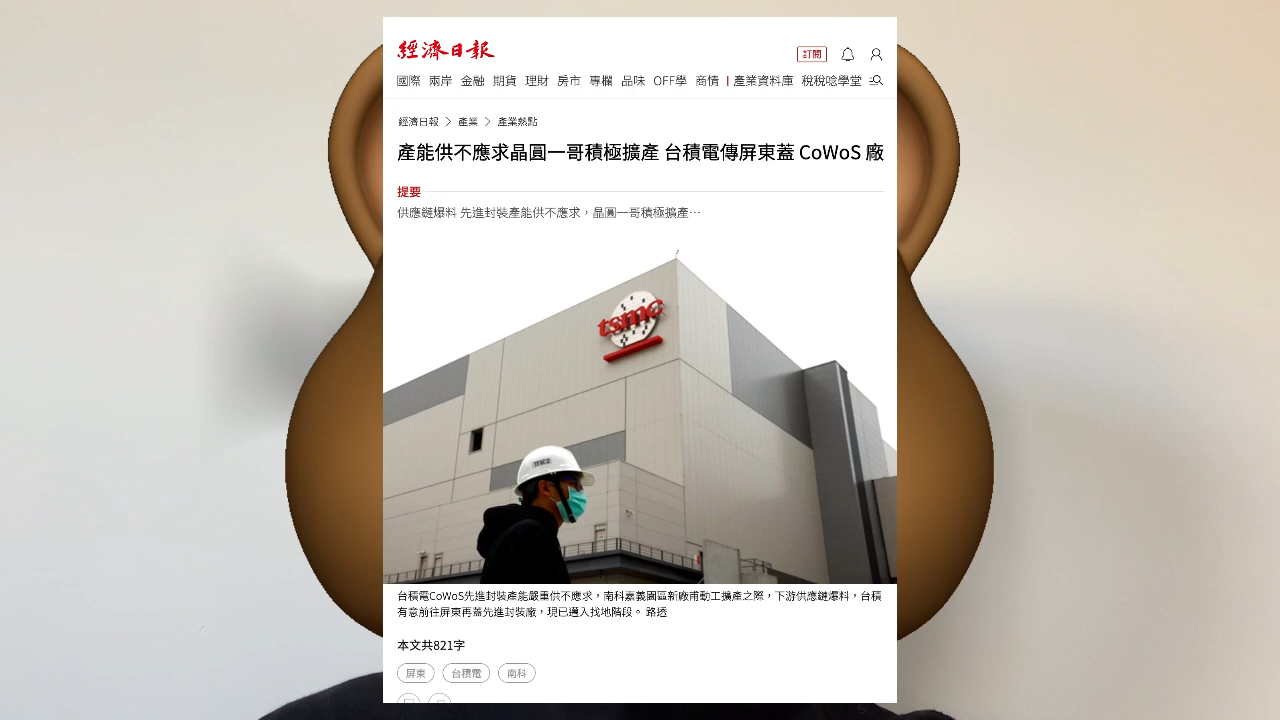 經濟日報
訂閱
國際 兩岸 金融 期貨 理財 房市 專欄 品味 OFF學 商情 產業資料庫 稅稅唸學堂
經濟日報 > 產業 > 產業熱點
產能供不應求晶圓一哥積極擴產 台積電傳屏東蓋 CoWoS 廠
提要
供應鏈爆料 先進封裝產能供不應求，晶圓一哥積極擴產…
tsmc
台積電CoWoS先進封裝產能嚴重供不應求，南科嘉義園區新廠甫動工擴產之際，下游供應鏈爆料，台積
有意前往屏東再蓋先進封裝廠，現已邁入找地階段。 路透
本文共821字
屏東 台積電 南科